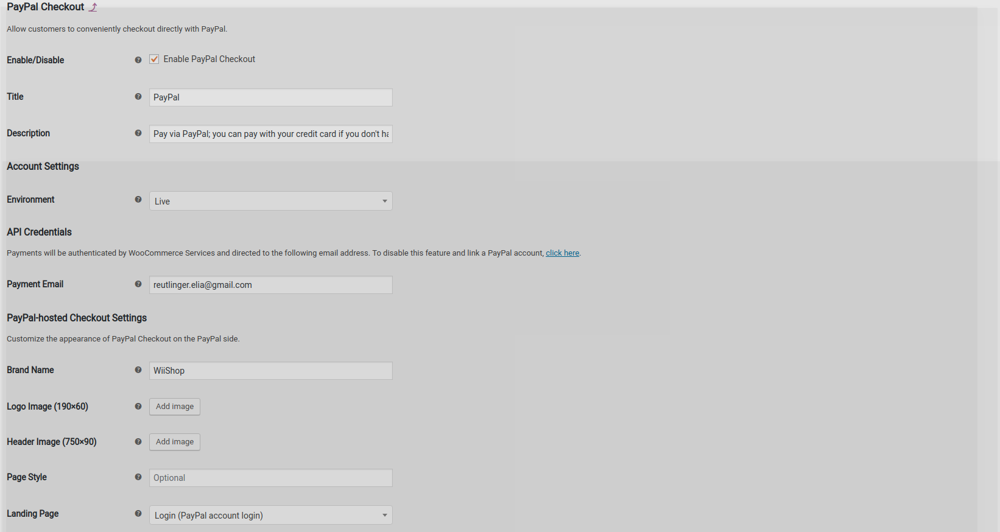 PayPal Checkout
Allow customers to conveniently checkout directly with PayPal.
Enable/Disable
Enable PayPal Checkout
Title
PayPal
Description
Pay via PayPal; you can pay with your credit card if you don't ha
Account Settings
Environment
Live
API Credentials
Payments will be authenticated by WooCommerce Services and directed to the following email address. To disable this feature and link a PayPal account, click here.
Payment Email
reutlinger.elia@gmail.com
PayPal-hosted Checkout Settings
Customize the appearance of PayPal Checkout on the PayPal side.
Brand Name
WiiShop
Logo Image (190×60)
Add image
Header Image (750×90)
Add image
Page Style
Optional
Landing Page
Login (PayPal account login)